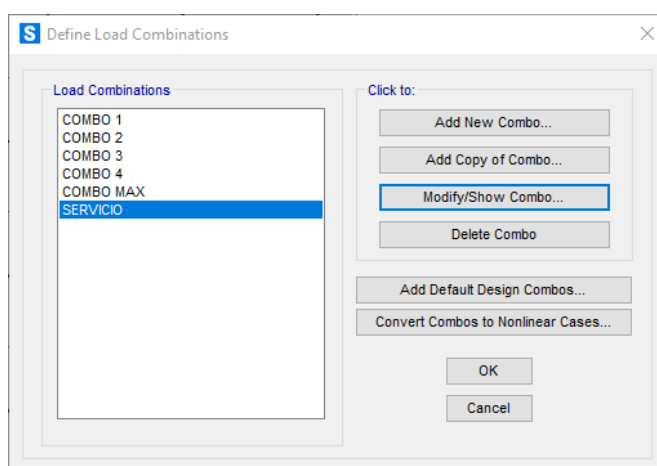 S Define Load Combinations
Load Combinations
COMBO 1
COMBO 2
COMBO 3
COMBO 4
COMBO MAX
SERVICIO
Click to:
Add New Combo...
Add Copy of Combo...
Modify/Show Combo...
Delete Combo
Add Default Design Combos...
Convert Combos to Nonlinear Cases...
OK
Cancel